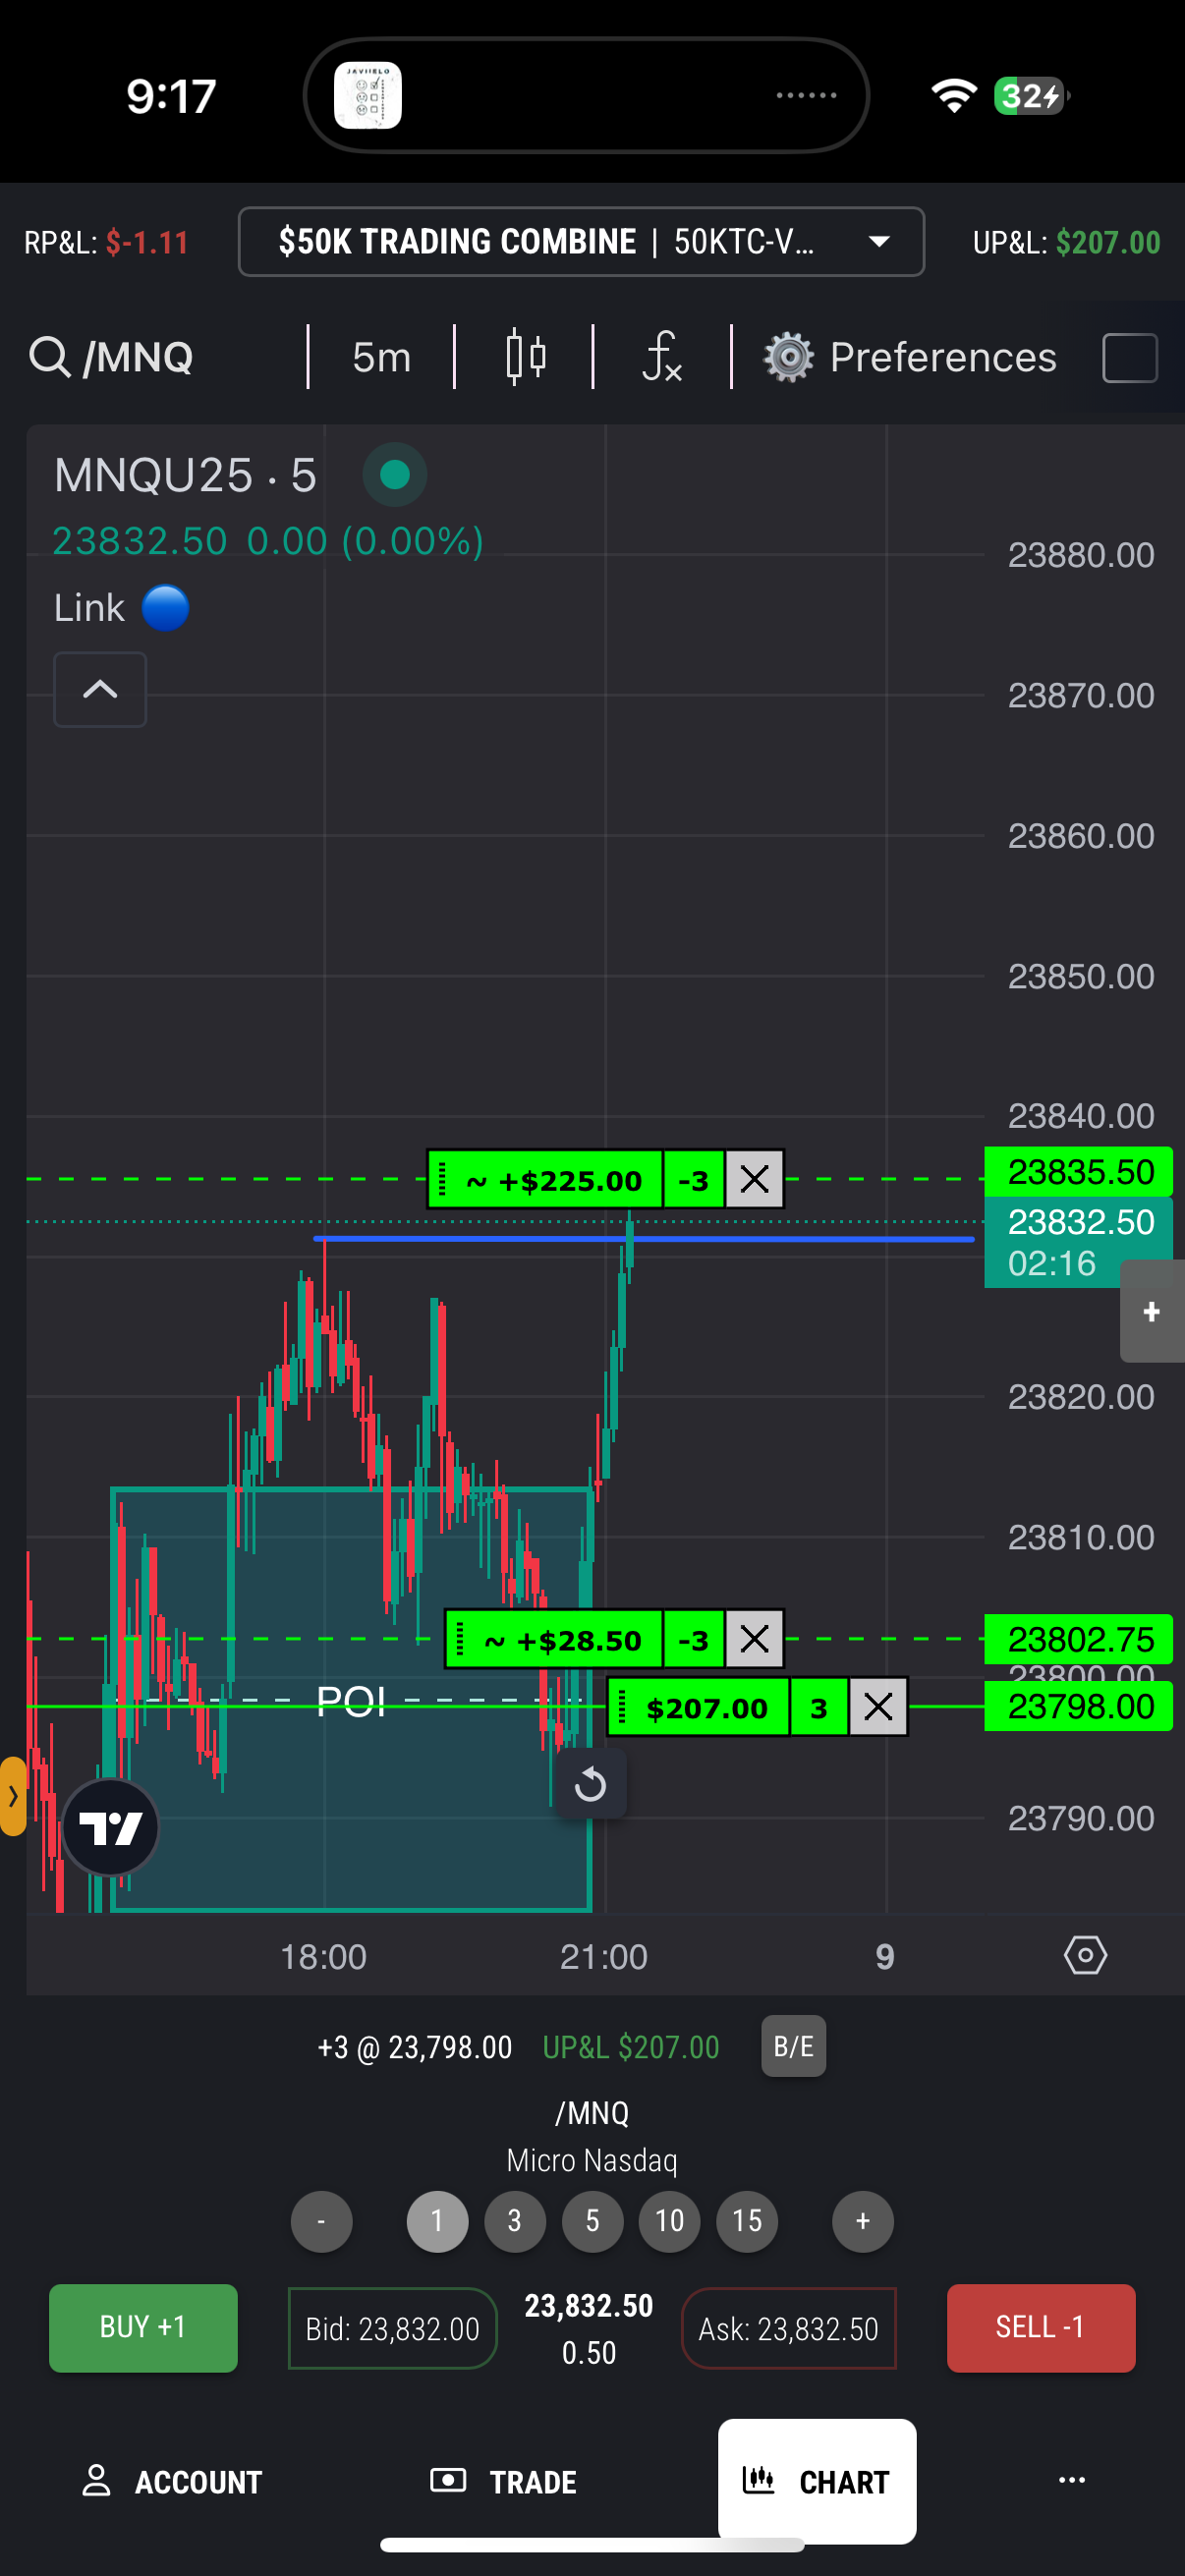 9:17
JAVIIELO
32
RP&L: $-1.11
$50K TRADING COMBINE | 50KTC-V...
UP&L: $207.00
/MNQ
5m
Preferences
MNQU25 · 5
23832.50 0.00 (0.00%)
Link
23880.00
23870.00
23860.00
23850.00
23840.00
~ +$225.00 -3
23835.50
23832.50
02:16
+
23820.00
23810.00
~ +$28.50 -3
23802.75
23800.00
POI
$207.00 3
23798.00
23790.00
18:00 21:00 9
+3 @ 23,798.00 UP&L $207.00 B/E
/MNQ
Micro Nasdaq
- 1 3 5 10 15 +
BUY +1
Bid: 23,832.00
23,832.50
0.50
Ask: 23,832.50
SELL -1
ACCOUNT TRADE CHART ...